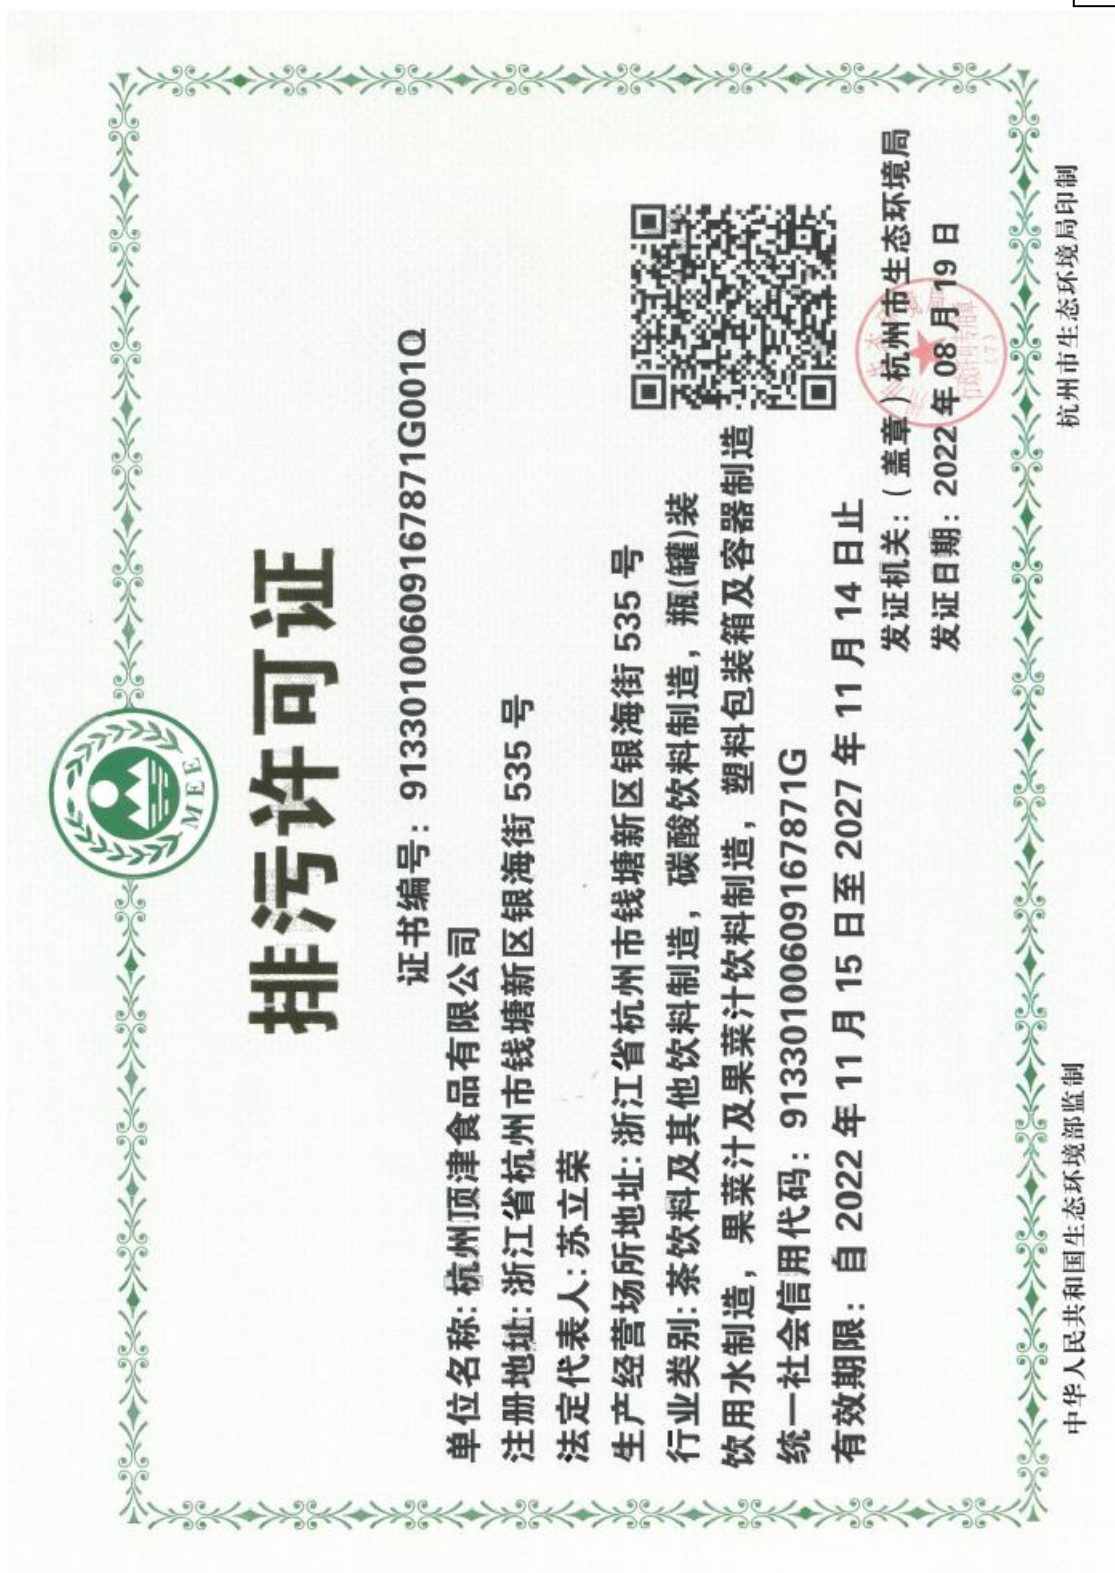 MEE
排污许可证
证书编号：91330100609167871G001Q
单位名称:杭州顶津食品有限公司
注册地址:浙江省杭州市钱塘新区银海街 535 号
法定代表人:苏立荣
生产经营场所地址:浙江省杭州市钱塘新区银海街 535 号
行业类别:茶饮料及其他饮料制造，碳酸饮料制造，瓶(罐)装
饮用水制造，果菜汁及果菜汁饮料制造，塑料包装箱及容器制造
统一社会信用代码：91330100609167871G
有效期限：自 2022 年 11 月 15 日至 2027 年 11 月 14 日止
发证机关:(盖章)杭州市生态环境局
发证日期：2022 年 08 月 19 日
行政许可专用章
中华人民共和国生态环境部监制
杭州市生态环境局印制